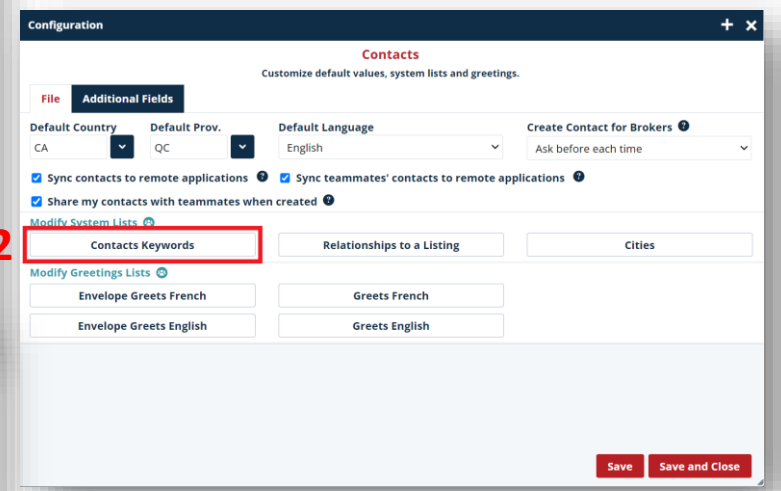 Configuration
Contacts
Customize default values, system lists and greetings.
File Additional Fields
Default Country Default Prov. Default Language Create Contact for Brokers ?
CA QC English Ask before each time
Sync contacts to remote applications ? Sync teammates' contacts to remote applications ?
Share my contacts with teammates when created ?
Modify System Lists
2 Contacts Keywords Relationships to a Listing Cities
Modify Greetings Lists
Envelope Greets French Greets French
Envelope Greets English Greets English
Save Save and Close